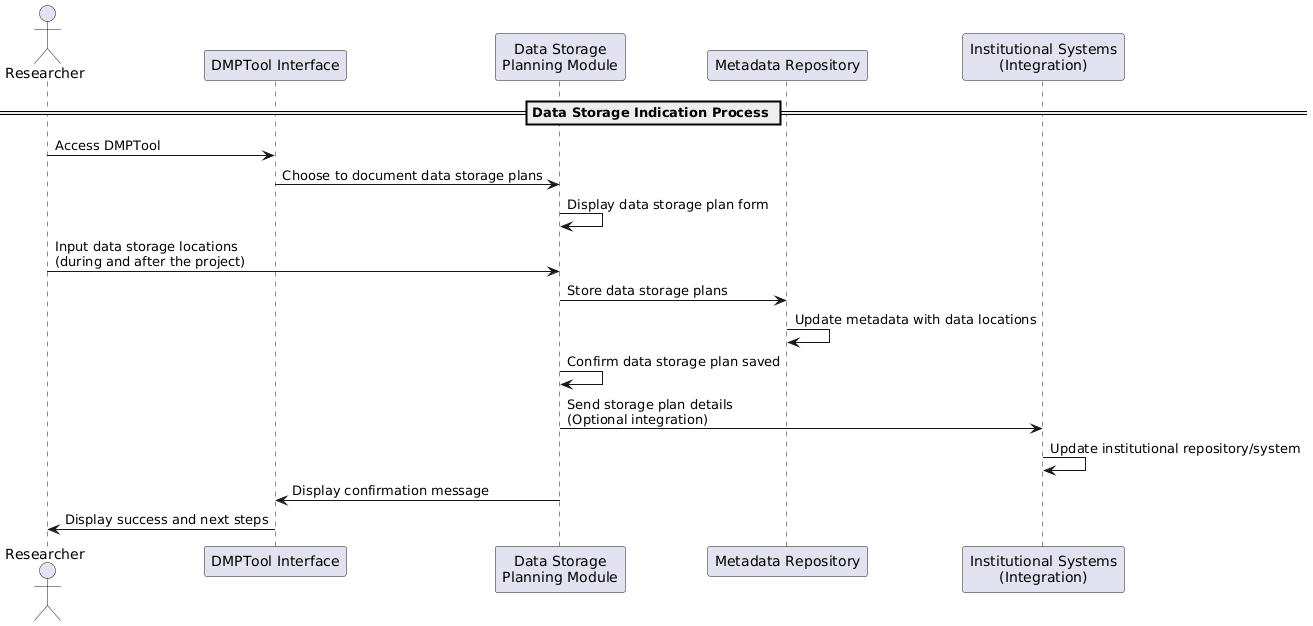 Researcher
DMPTool Interface
Data Storage
Planning Module
Metadata Repository
Institutional Systems
(Integration)
Data Storage Indication Process
Access DMPTool
Choose to document data storage plans
Display data storage plan form
Input data storage locations
(during and after the project)
Store data storage plans
Update metadata with data locations
Confirm data storage plan saved
Send storage plan details
(Optional integration)
Update institutional repository/system
Display confirmation message
Display success and next steps
Researcher
DMPTool Interface
Data Storage
Planning Module
Metadata Repository
Institutional Systems
(Integration)